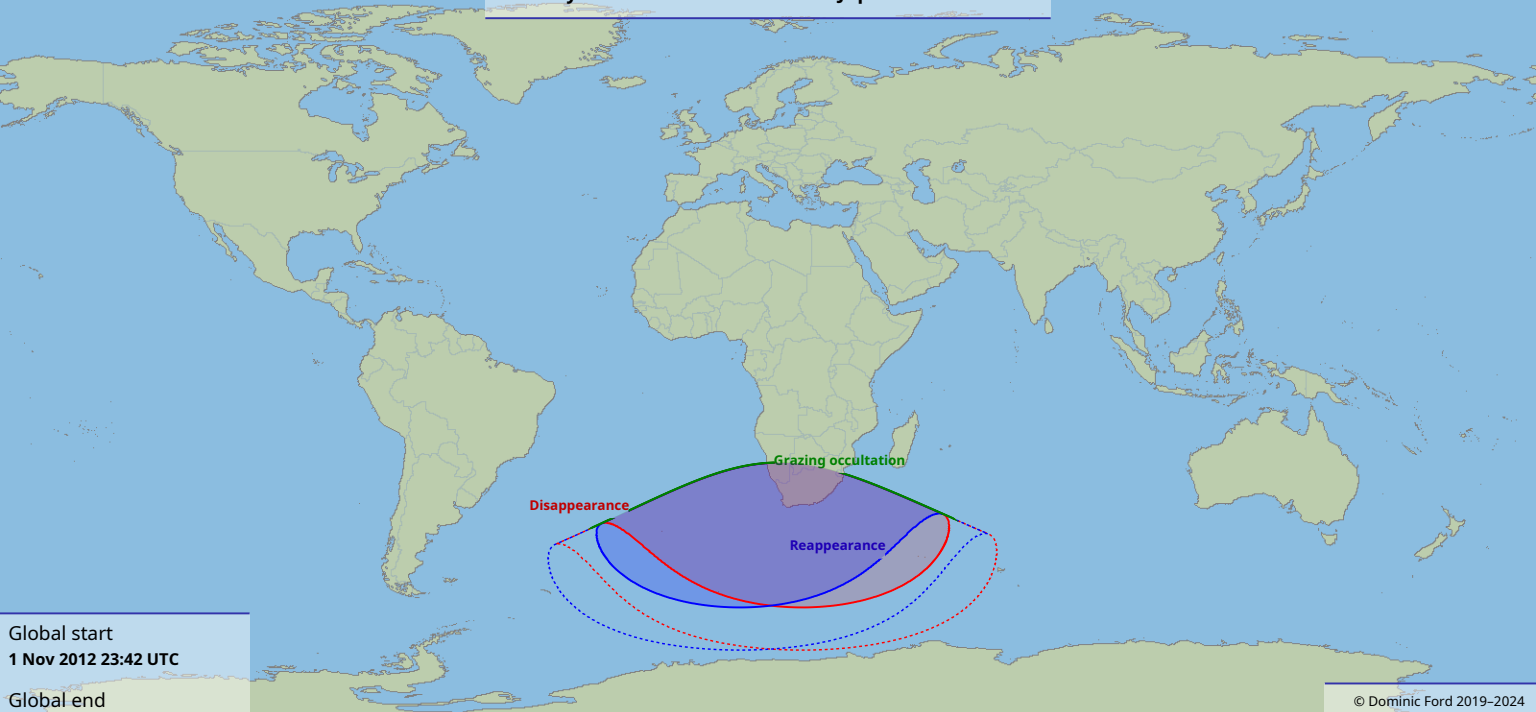 Grazing occultation
Disappearance
Reappearance
Global start
1 Nov 2012 23:42 UTC
Global end
© Dominic Ford 2019–2024